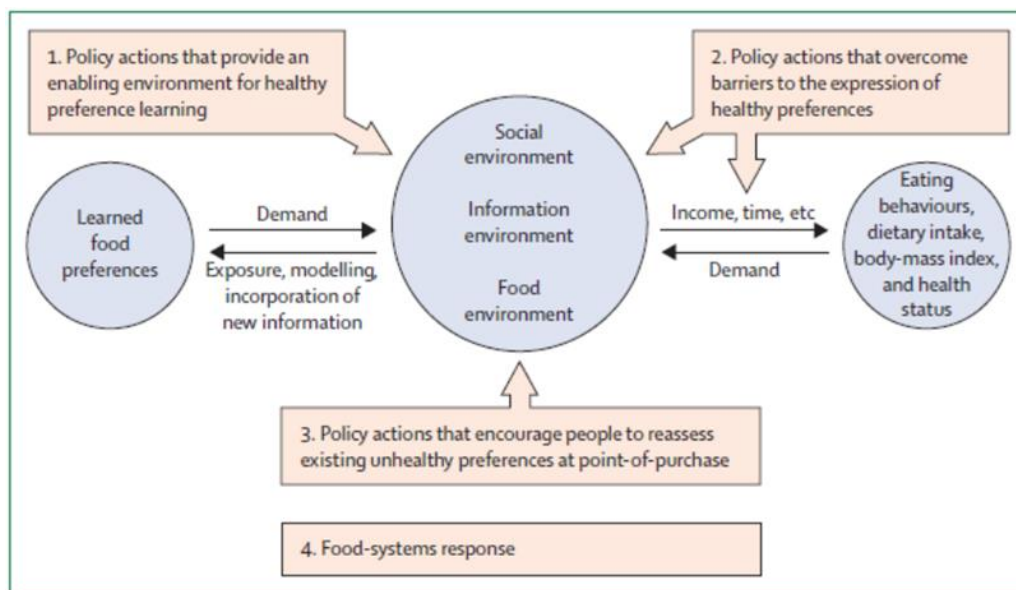 1. Policy actions that provide an
enabling environment for healthy
preference learning
2. Policy actions that overcome
barriers to the expression of
healthy preferences
Learned
food
preferences
Demand
Exposure, modelling,
incorporation of
new information
Social
environment
Information
environment
Food
environment
Income, time, etc
Demand
Eating
behaviours,
dietary intake,
body-mass index,
and health
status
3. Policy actions that encourage people to reassess
existing unhealthy preferences at point-of-purchase
4. Food-systems response